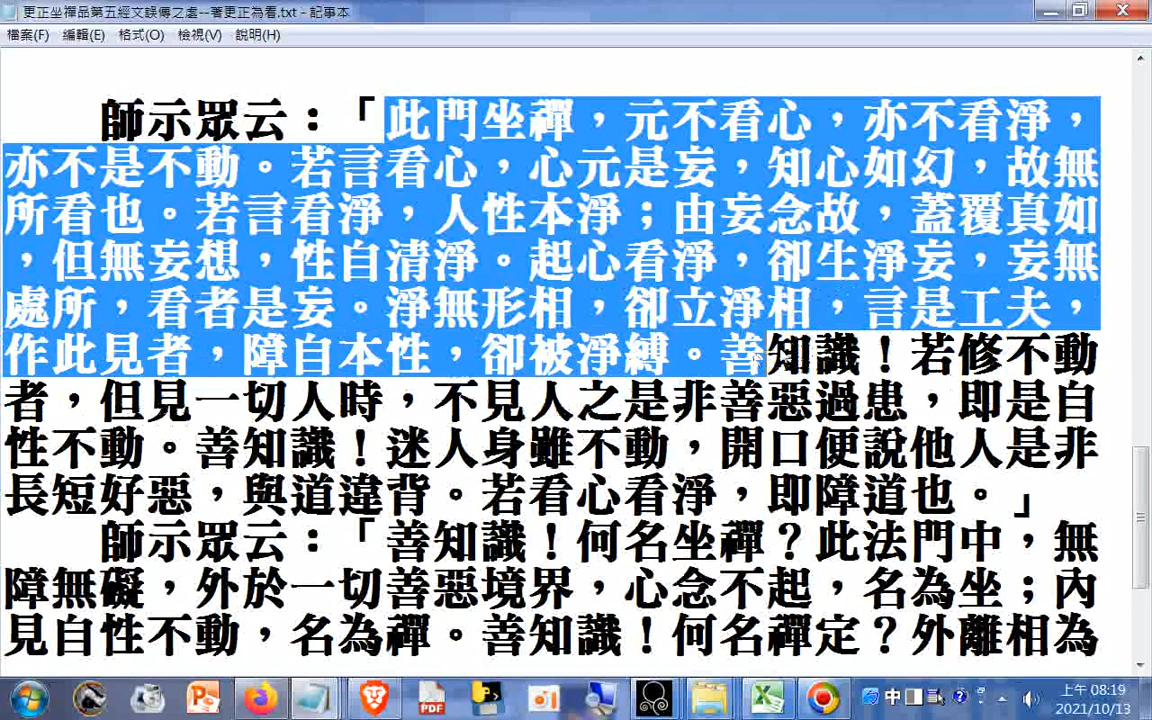 更正坐禪品第五經文錄傳之處--著更正為看.txt - 記事本
檔案(F) 編輯(E) 格式(O) 檢視(V) 說明(H)
師示眾云：「此門坐禪，元不看心，亦不看淨，
亦不是不動。若言看心，心元是妄，知心如幻，故無
所看也。若言看淨，人性本淨；由妄念故，蓋覆真如
，但無妄想，性自清淨。起心看淨，卻生淨妄，妄無
處所，看者是妄。淨無形相，卻立淨相，言是工夫，
作此見者，障自本性，卻被淨縛。善知識！若修不動
者，但見一切人時，不見人之是非善惡過患，即是自
性不動。善知識！迷人身雖不動，開口便說他人是非
長短好惡，與道違背。若看心看淨，即障道也。」
師示眾云：「善知識！何名坐禪？此法門中，無
障無礙，外於一切善惡境界，心念不起，名為坐；內
見自性不動，名為禪。善知識！何名禪定？外離相為
PDF
中
上午 08:19
2021/10/13